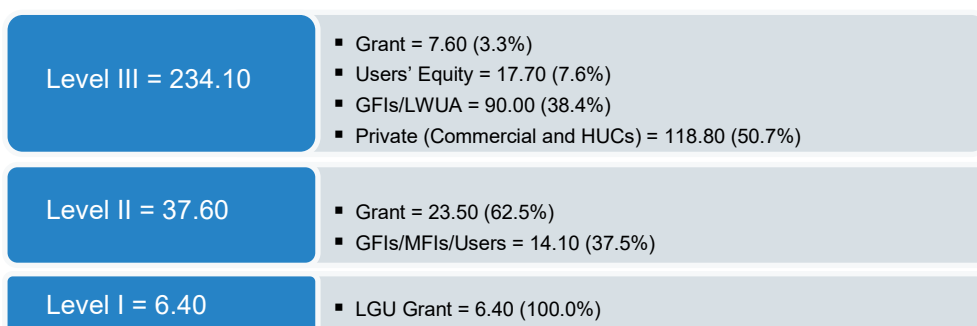 Level III = 234.10
▪ Grant = 7.60 (3.3%)
▪ Users’ Equity = 17.70 (7.6%)
▪ GFIs/LWUA = 90.00 (38.4%)
▪ Private (Commercial and HUCs) = 118.80 (50.7%)
Level II = 37.60
▪ Grant = 23.50 (62.5%)
▪ GFIs/MFIs/Users = 14.10 (37.5%)
Level I = 6.40
▪ LGU Grant = 6.40 (100.0%)